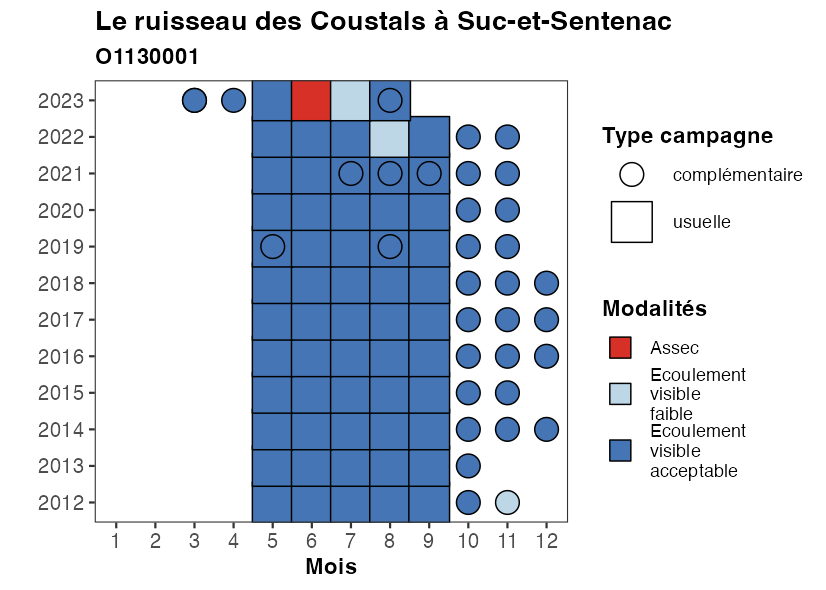 Le ruisseau des Coustals à Suc-et-Sentenac
O1130001
2023
2022
2021
2020
2019
2018
2017
2016
2015
2014
2013
2012
1 2 3 4 5 6 7 8 9 10 11 12
Mois
Type campagne
complémentaire
usuelle
Modalités
Assec
Ecoulement
visible
faible
Ecoulement
visible
acceptable